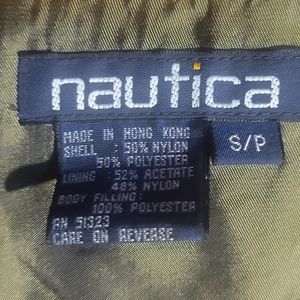 nautica
MADE IN HONG KONG
SHELL : 50% NYLON
50% POLYESTER
LINING : 52% ACETATE
48% NYLON
BODY FILLING:
100% POLYESTER
RN 51323
CARE ON REVERSE
S/P